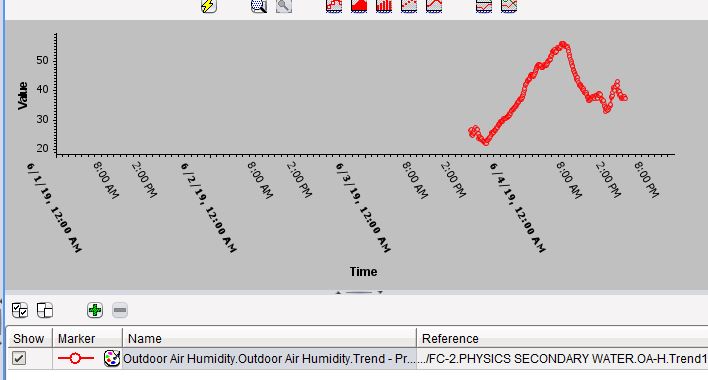 Value
50
40
30
20
6/1/19, 12:00 AM
8:00 AM
2:00 PM
6/2/19, 12:00 AM
8:00 AM
2:00 PM
6/3/19, 12:00 AM
8:00 AM
2:00 PM
6/4/19, 12:00 AM
8:00 AM
2:00 PM
8:00 PM
Time
Show Marker Name Reference
Outdoor Air Humidity.Outdoor Air Humidity.Trend - Pr... .../FC-2.PHYSICS SECONDARY WATER.OA-H.Trend1